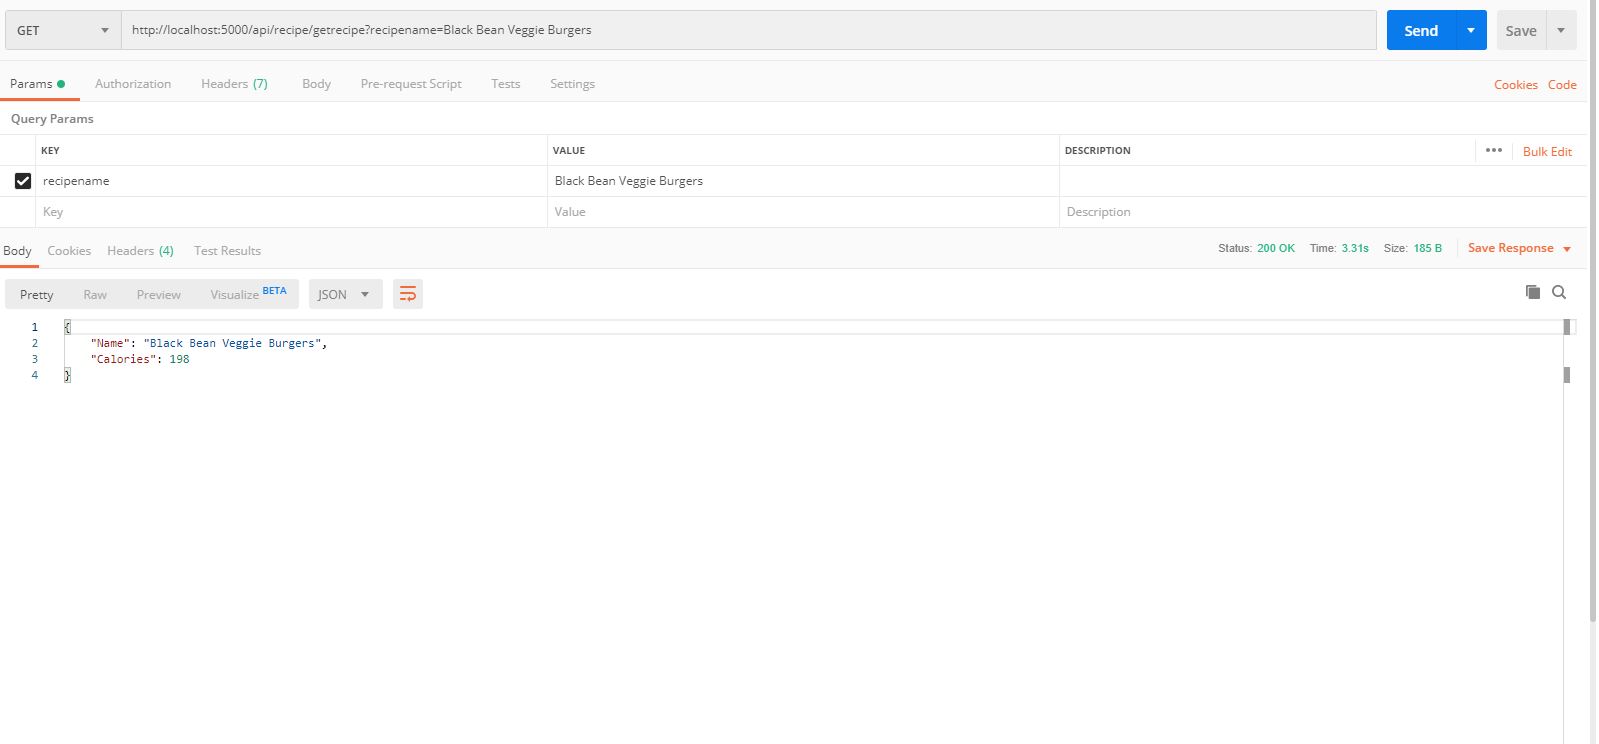 GET http://localhost:5000/api/recipe/getrecipe?recipename=Black Bean Veggie Burgers Send Save
Params Authorization Headers (7) Body Pre-request Script Tests Settings Cookies Code
Query Params
KEY VALUE DESCRIPTION ••• Bulk Edit
recipename Black Bean Veggie Burgers
Key Value Description
Body Cookies Headers (4) Test Results Status: 200 OK Time: 3.31s Size: 185 B Save Response
Pretty Raw Preview Visualize BETA JSON
1 {
2 "Name": "Black Bean Veggie Burgers",
3 "Calories": 198
4 }